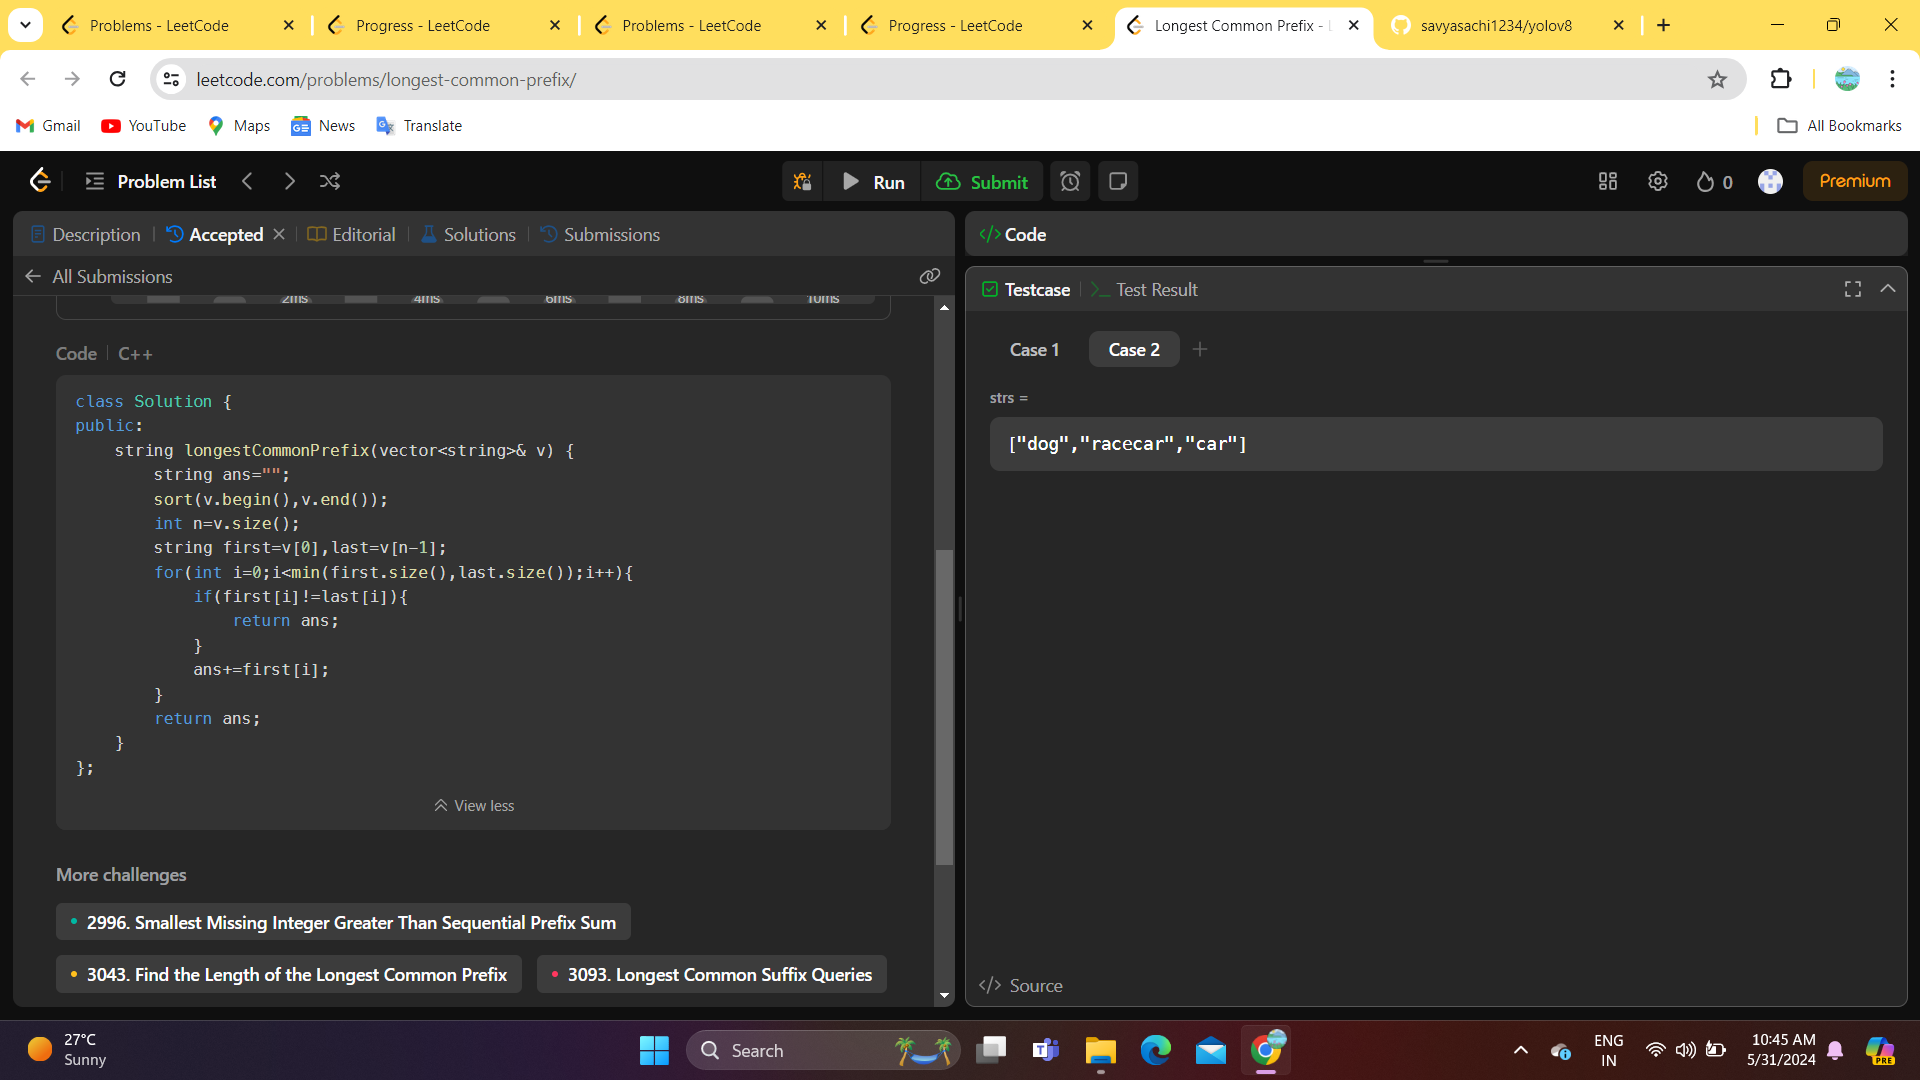 Problems - LeetCode
Progress - LeetCode
Problems - LeetCode
Progress - LeetCode
Longest Common Prefix - L
savyasachi1234/yolov8
leetcode.com/problems/longest-common-prefix/
Gmail
YouTube
Maps
News
Translate
All Bookmarks
Problem List
Run
Submit
0
Premium
Description
Accepted
Editorial
Solutions
Submissions
All Submissions
2ms
4ms
6ms
8ms
10ms
Code
C++
class Solution {
public:
    string longestCommonPrefix(vector<string>& v) {
        string ans="";
        sort(v.begin(),v.end());
        int n=v.size();
        string first=v[0],last=v[n-1];
        for(int i=0;i<min(first.size(),last.size());i++){
            if(first[i]!=last[i]){
                return ans;
            }
            ans+=first[i];
        }
        return ans;
    }
};
View less
More challenges
2996. Smallest Missing Integer Greater Than Sequential Prefix Sum
3043. Find the Length of the Longest Common Prefix
3093. Longest Common Suffix Queries
</> Code
Testcase
>_ Test Result
Case 1
Case 2
+
strs =
["dog","racecar","car"]
</> Source
27°C
Sunny
Search
ENG
IN
10:45 AM
5/31/2024
PRE